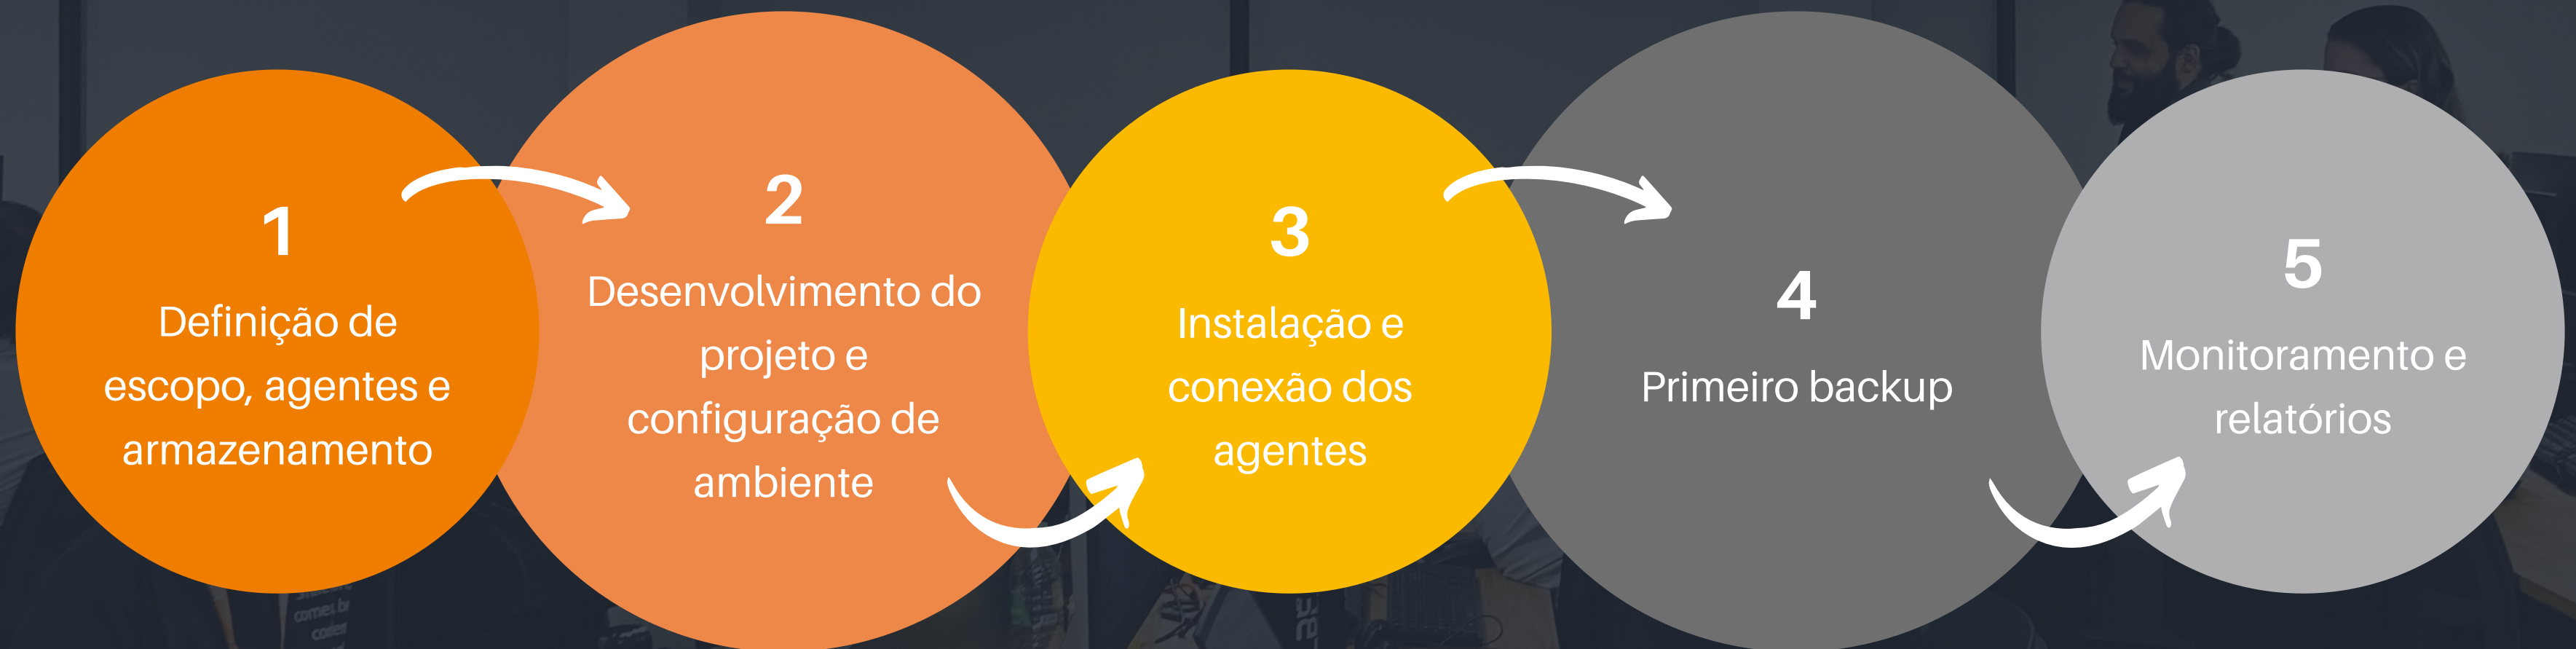 1
Definição de
escopo, agentes e
armazenamento
2
Desenvolvimento do
projeto e
configuração de
ambiente
3
Instalação e
conexão dos
agentes
4
Primeiro backup
5
Monitoramento e
relatórios